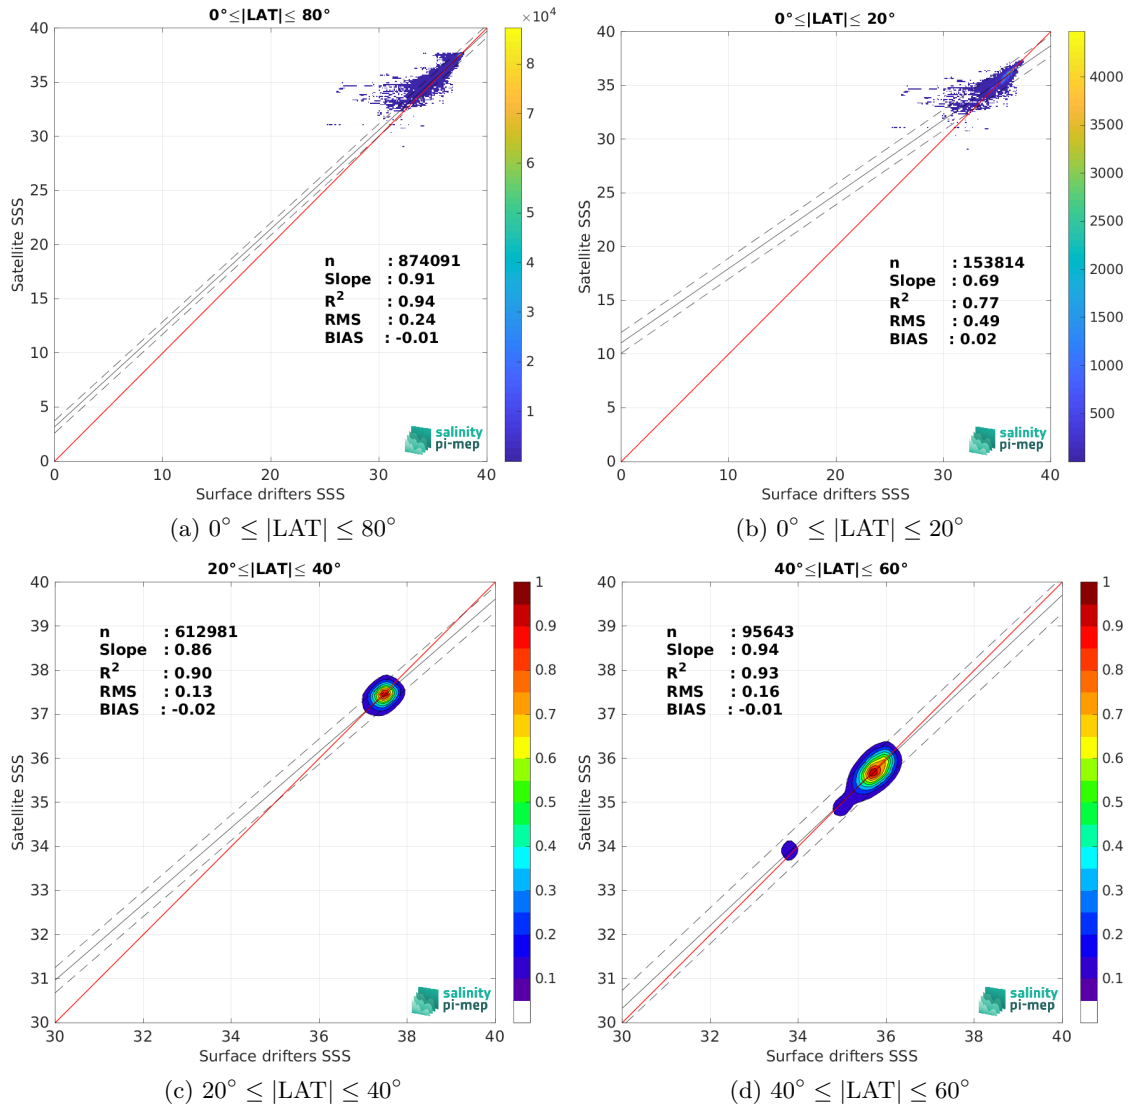 0°≤|LAT|≤ 80°
×10⁴
40
35
30
25
20
15
10
5
0
Satellite SSS
n : 874091
Slope : 0.91
R² : 0.94
RMS : 0.24
BIAS : -0.01
salinity
pi-mep
0 10 20 30 40
Surface drifters SSS
8
7
6
5
4
3
2
1
(a) 0° ≤ |LAT| ≤ 80°
0°≤|LAT|≤ 20°
40
35
30
25
20
15
10
5
0
Satellite SSS
n : 153814
Slope : 0.69
R² : 0.77
RMS : 0.49
BIAS : 0.02
salinity
pi-mep
0 10 20 30 40
Surface drifters SSS
4500
4000
3500
3000
2500
2000
1500
1000
500
(b) 0° ≤ |LAT| ≤ 20°
20°≤|LAT|≤ 40°
40
39
38
37
36
35
34
33
32
31
30
Satellite SSS
n : 612981
Slope : 0.86
R² : 0.90
RMS : 0.13
BIAS : -0.02
salinity
pi-mep
30 32 34 36 38 40
Surface drifters SSS
1
0.9
0.8
0.7
0.6
0.5
0.4
0.3
0.2
0.1
(c) 20° ≤ |LAT| ≤ 40°
40°≤|LAT|≤ 60°
40
39
38
37
36
35
34
33
32
31
30
Satellite SSS
n : 95643
Slope : 0.94
R² : 0.93
RMS : 0.16
BIAS : -0.01
salinity
pi-mep
30 32 34 36 38 40
Surface drifters SSS
1
0.9
0.8
0.7
0.6
0.5
0.4
0.3
0.2
0.1
(d) 40° ≤ |LAT| ≤ 60°